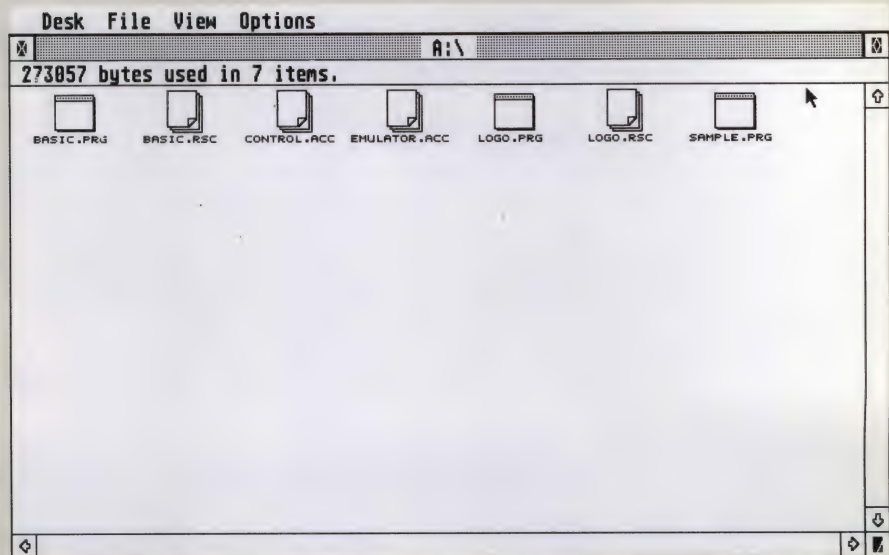 Desk File View Options
A:\
273057 bytes used in 7 items.
BASIC.PRG BASIC.RSC CONTROL.ACC EMULATOR.ACC LOGO.PRG LOGO.RSC SAMPLE.PRG